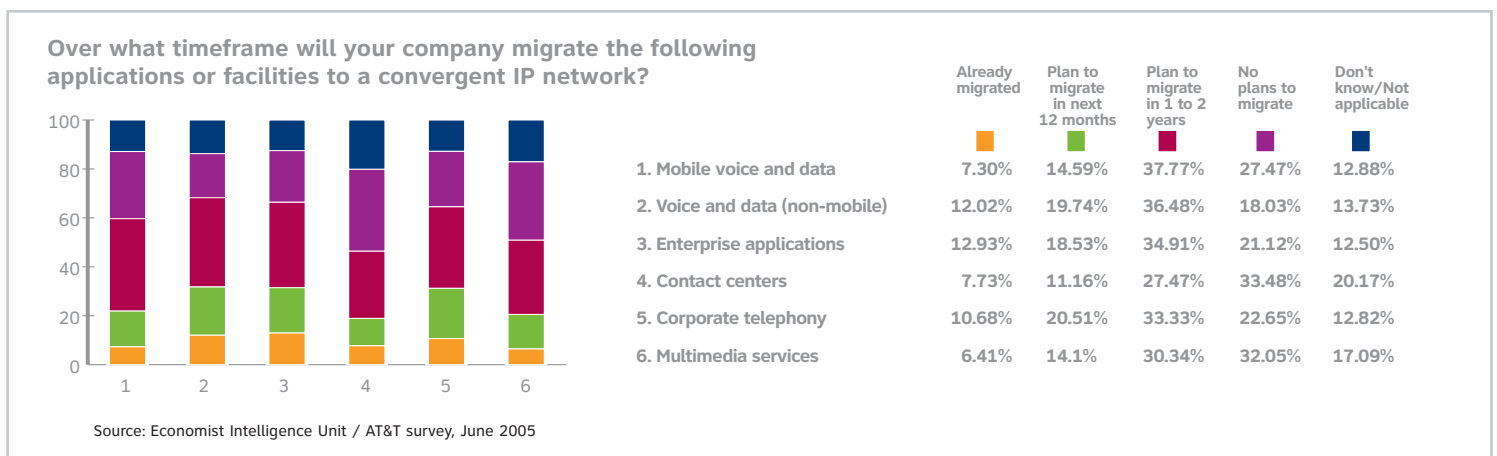 Over what timeframe will your company migrate the following
applications or facilities to a convergent IP network?
100
80
60
40
20
0
1 2 3 4 5 6
Source: Economist Intelligence Unit / AT&T survey, June 2005
Already
migrated
Plan to
migrate
in next
12 months
Plan to
migrate
in 1 to 2
years
No
plans to
migrate
Don't
know/Not
applicable
1. Mobile voice and data 7.30% 14.59% 37.77% 27.47% 12.88%
2. Voice and data (non-mobile) 12.02% 19.74% 36.48% 18.03% 13.73%
3. Enterprise applications 12.93% 18.53% 34.91% 21.12% 12.50%
4. Contact centers 7.73% 11.16% 27.47% 33.48% 20.17%
5. Corporate telephony 10.68% 20.51% 33.33% 22.65% 12.82%
6. Multimedia services 6.41% 14.1% 30.34% 32.05% 17.09%